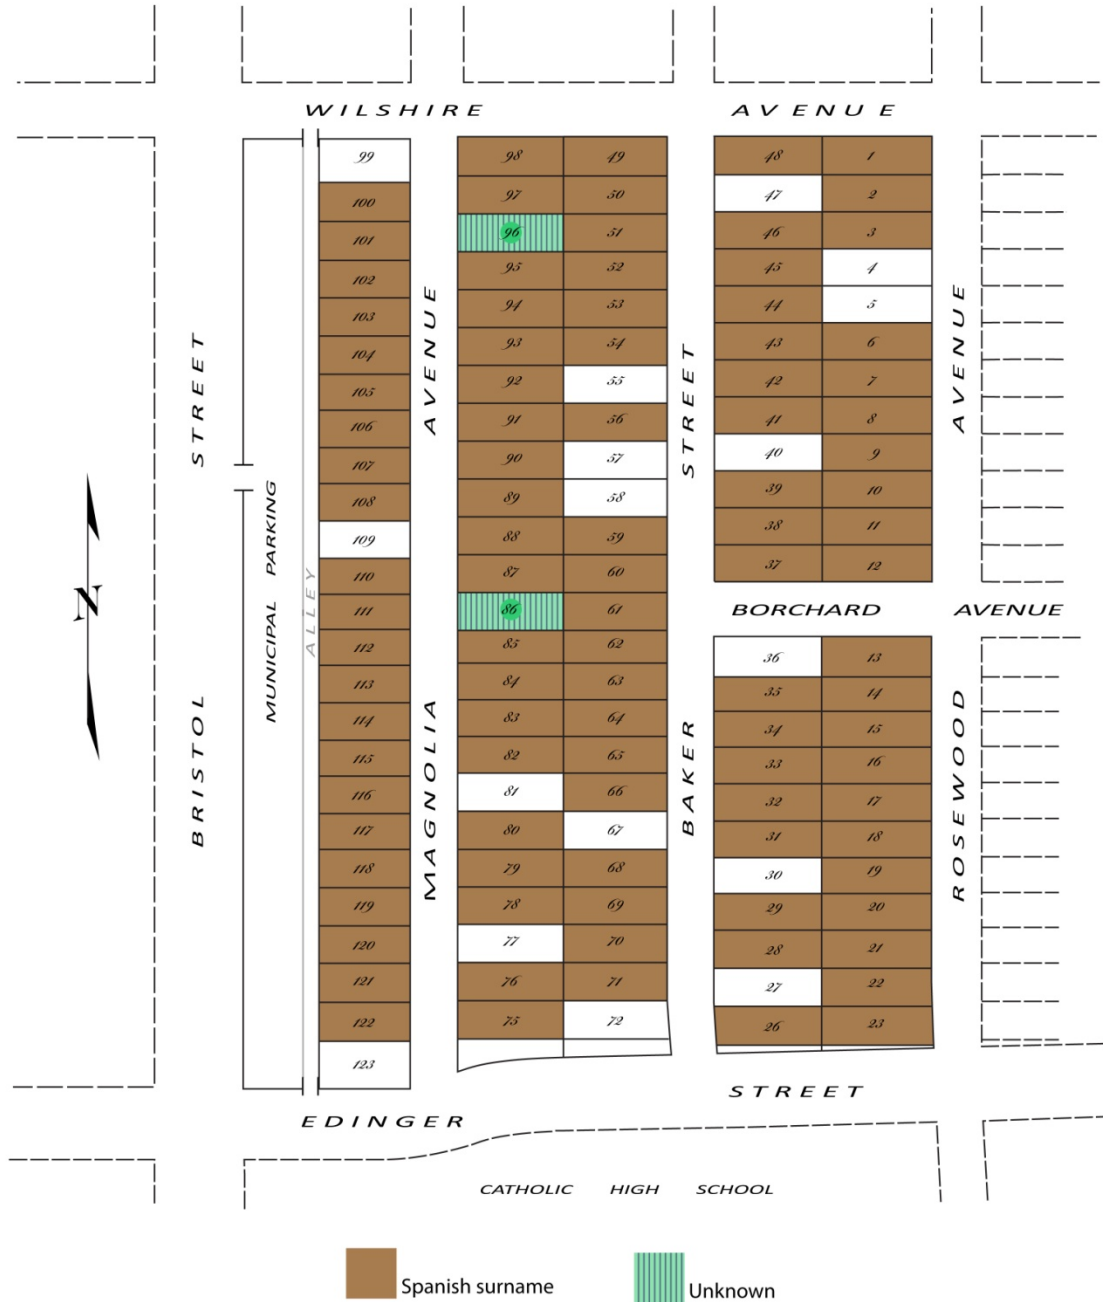 WILSHIRE AVENUE
99 98 49 48 1
100 97 50 47 2
101 96 51 46 3
102 95 52 45 4
103 94 53 44 5
104 93 54 43 6
105 92 55 42 7
106 91 56 41 8
107 90 57 40 9
108 89 58 39 10
109 88 59 38 11
110 87 60 37 12
111 86 61
BORCHARD AVENUE
112 85 62 36 13
113 84 63 35 14
114 83 64 34 15
115 82 65 33 16
116 81 66 32 17
117 80 67 31 18
118 79 68 30 19
119 78 69 29 20
120 77 70 28 21
121 76 71 27 22
122 75 72 26 23
123
BRISTOL STREET
MUNICIPAL PARKING
ALLEY
MAGNOLIA AVENUE
BAKER STREET
ROSEWOOD AVENUE
N
EDINGER STREET
CATHOLIC HIGH SCHOOL
Spanish surname
Unknown